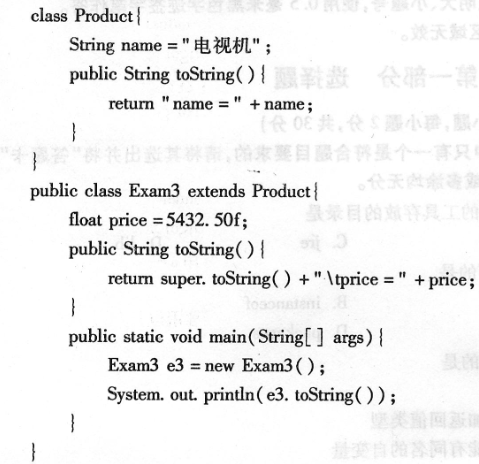 class Product{
String name = "电视机";
public String toString(){
return "name = " + name;
}
}
public class Exam3 extends Product{
float price = 5432. 50f;
public String toString(){
return super. toString() + " \tprice = " + price;
}
public static void main(String[ ] args){
Exam3 e3 = new Exam3();
System. out. println(e3. toString());
}
}